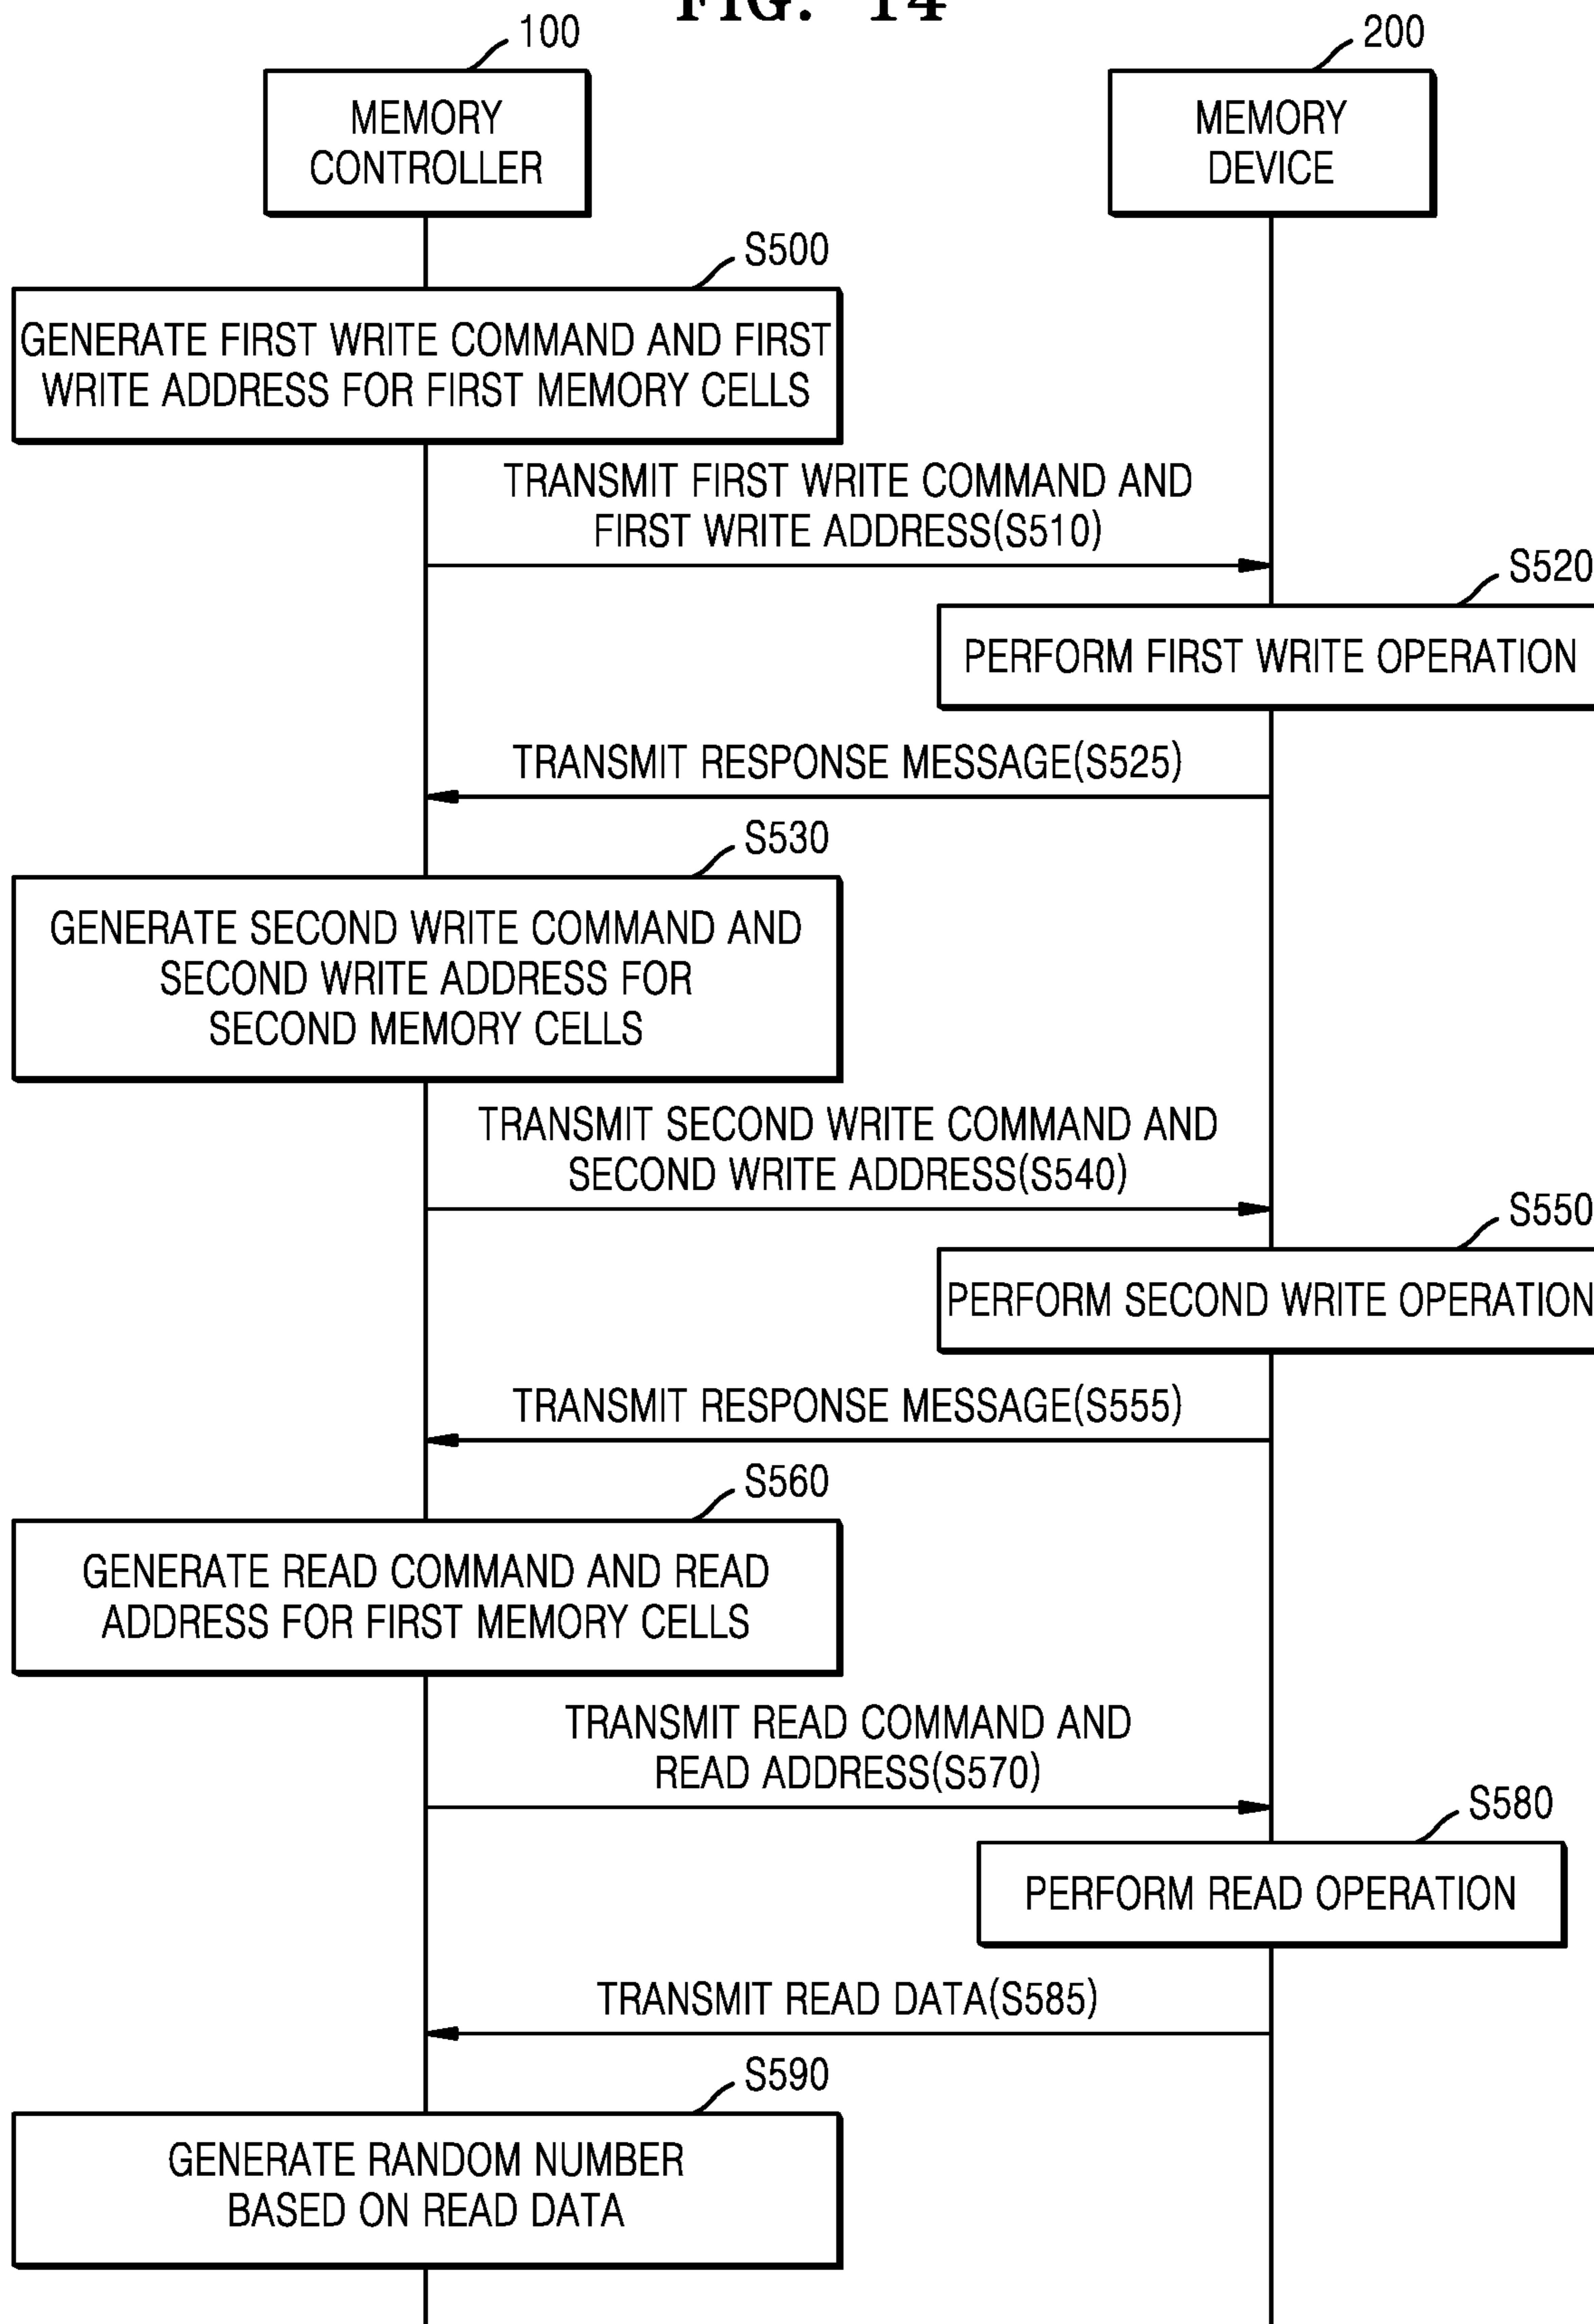 FIG. 14
100
200
MEMORY
CONTROLLER
MEMORY
DEVICE
S500
GENERATE FIRST WRITE COMMAND AND FIRST
WRITE ADDRESS FOR FIRST MEMORY CELLS
TRANSMIT FIRST WRITE COMMAND AND
FIRST WRITE ADDRESS(S510)
S520
PERFORM FIRST WRITE OPERATION
TRANSMIT RESPONSE MESSAGE(S525)
S530
GENERATE SECOND WRITE COMMAND AND
SECOND WRITE ADDRESS FOR
SECOND MEMORY CELLS
TRANSMIT SECOND WRITE COMMAND AND
SECOND WRITE ADDRESS(S540)
S550
PERFORM SECOND WRITE OPERATION
TRANSMIT RESPONSE MESSAGE(S555)
S560
GENERATE READ COMMAND AND READ
ADDRESS FOR FIRST MEMORY CELLS
TRANSMIT READ COMMAND AND
READ ADDRESS(S570)
S580
PERFORM READ OPERATION
TRANSMIT READ DATA(S585)
S590
GENERATE RANDOM NUMBER
BASED ON READ DATA